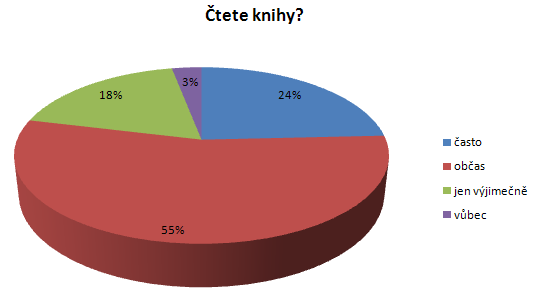 Čtete knihy?
3%
18%
24%
55%
často
občas
jen výjimečně
vůbec